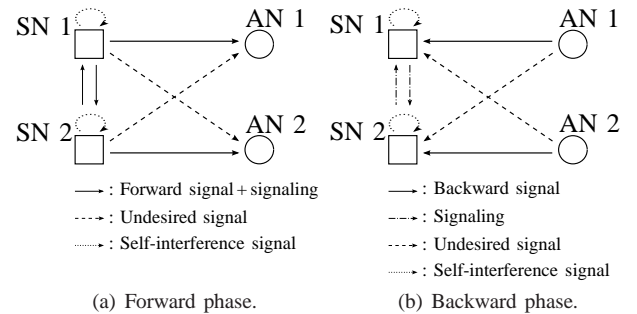 SN 1
AN 1
SN 2
AN 2
: Forward signal + signaling
: Undesired signal
: Self-interference signal
(a) Forward phase.
SN 1
AN 1
SN 2
AN 2
: Backward signal
: Signaling
: Undesired signal
: Self-interference signal
(b) Backward phase.